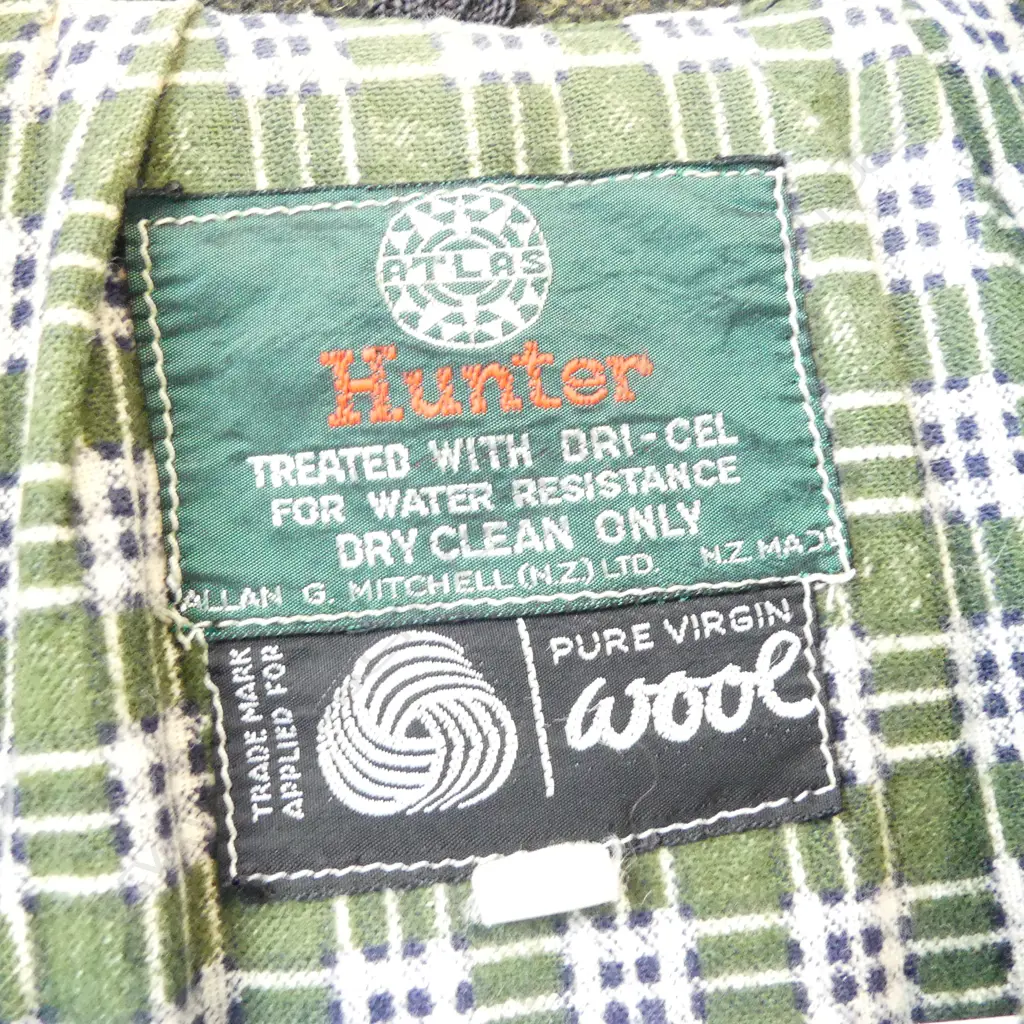 ATLAS
Hunter
TREATED WITH DRI-CEL
FOR WATER RESISTANCE
DRY CLEAN ONLY
ALLAN G. MITCHELL (N.Z.) LTD. N.Z. MADE
TRADE MARK
APPLIED FOR
PURE VIRGIN
wool